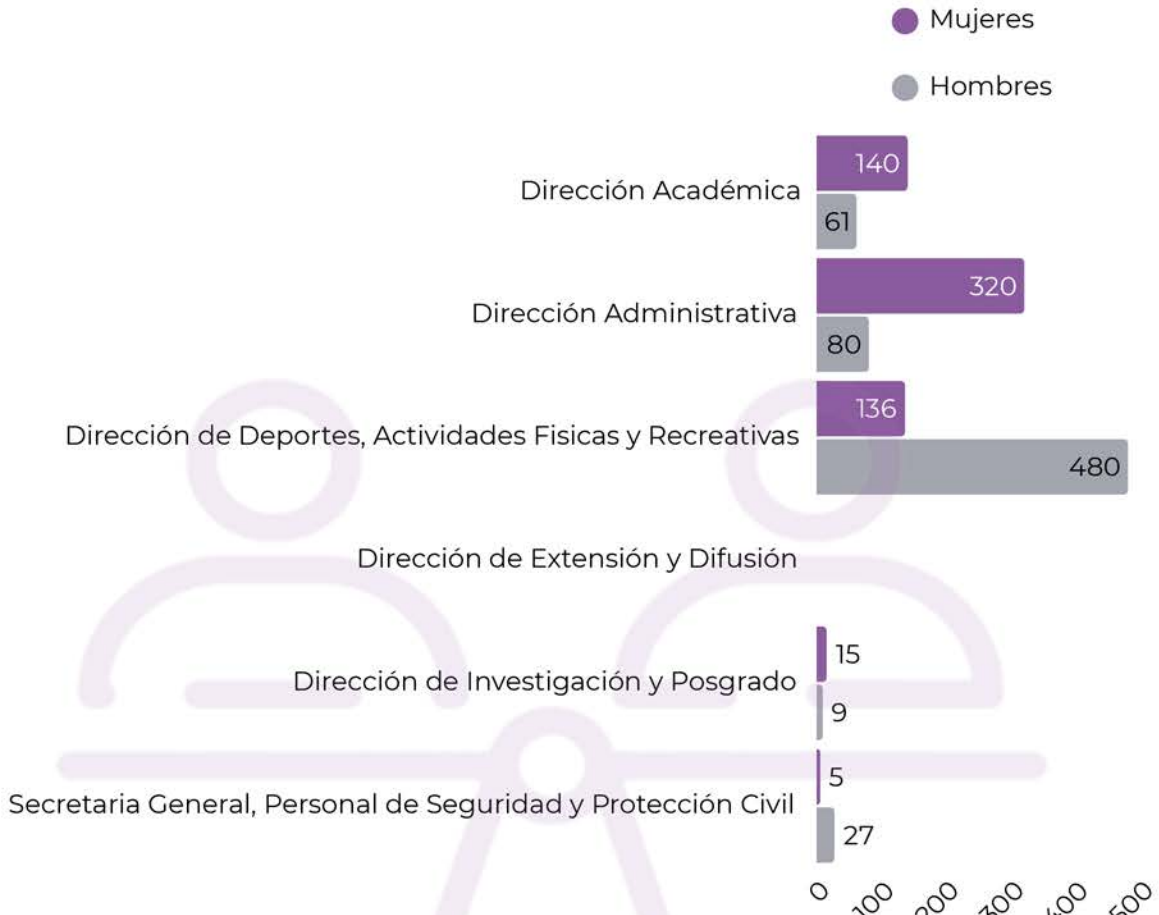 Mujeres
Hombres
Dirección Académica
140
61
Dirección Administrativa
320
80
Dirección de Deportes, Actividades Fisicas y Recreativas
136
480
Dirección de Extensión y Difusión
Dirección de Investigación y Posgrado
15
9
Secretaria General, Personal de Seguridad y Protección Civil
5
27
0 100 200 300 400 500